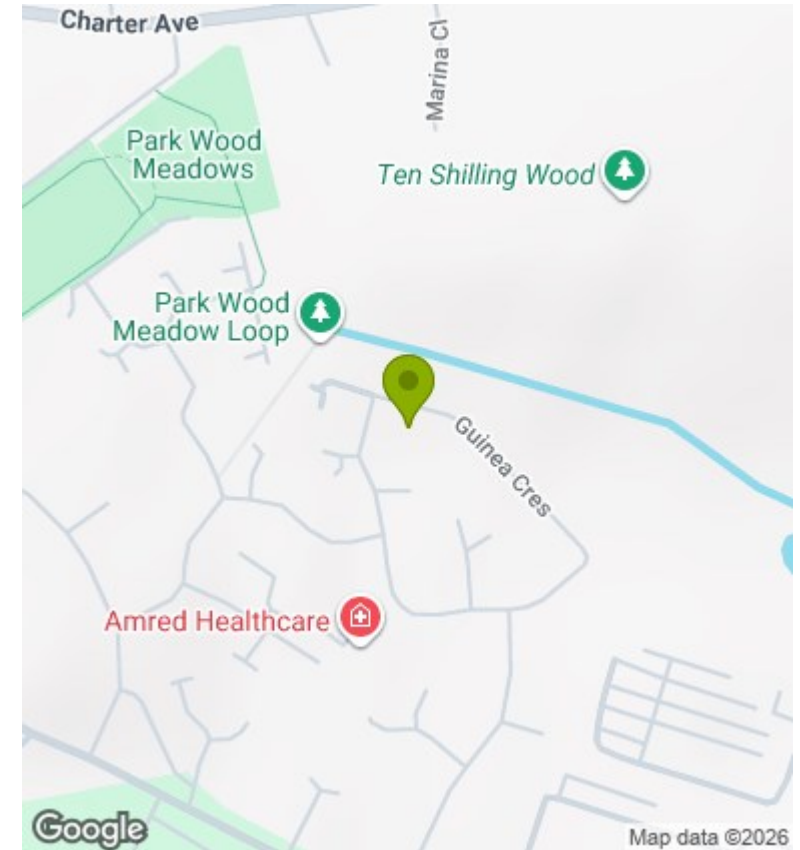 Charter Ave
Marina Cl
Park Wood
Meadows
Ten Shilling Wood
Park Wood
Meadow Loop
Guinea Cres
Amred Healthcare
Google
Map data ©2026